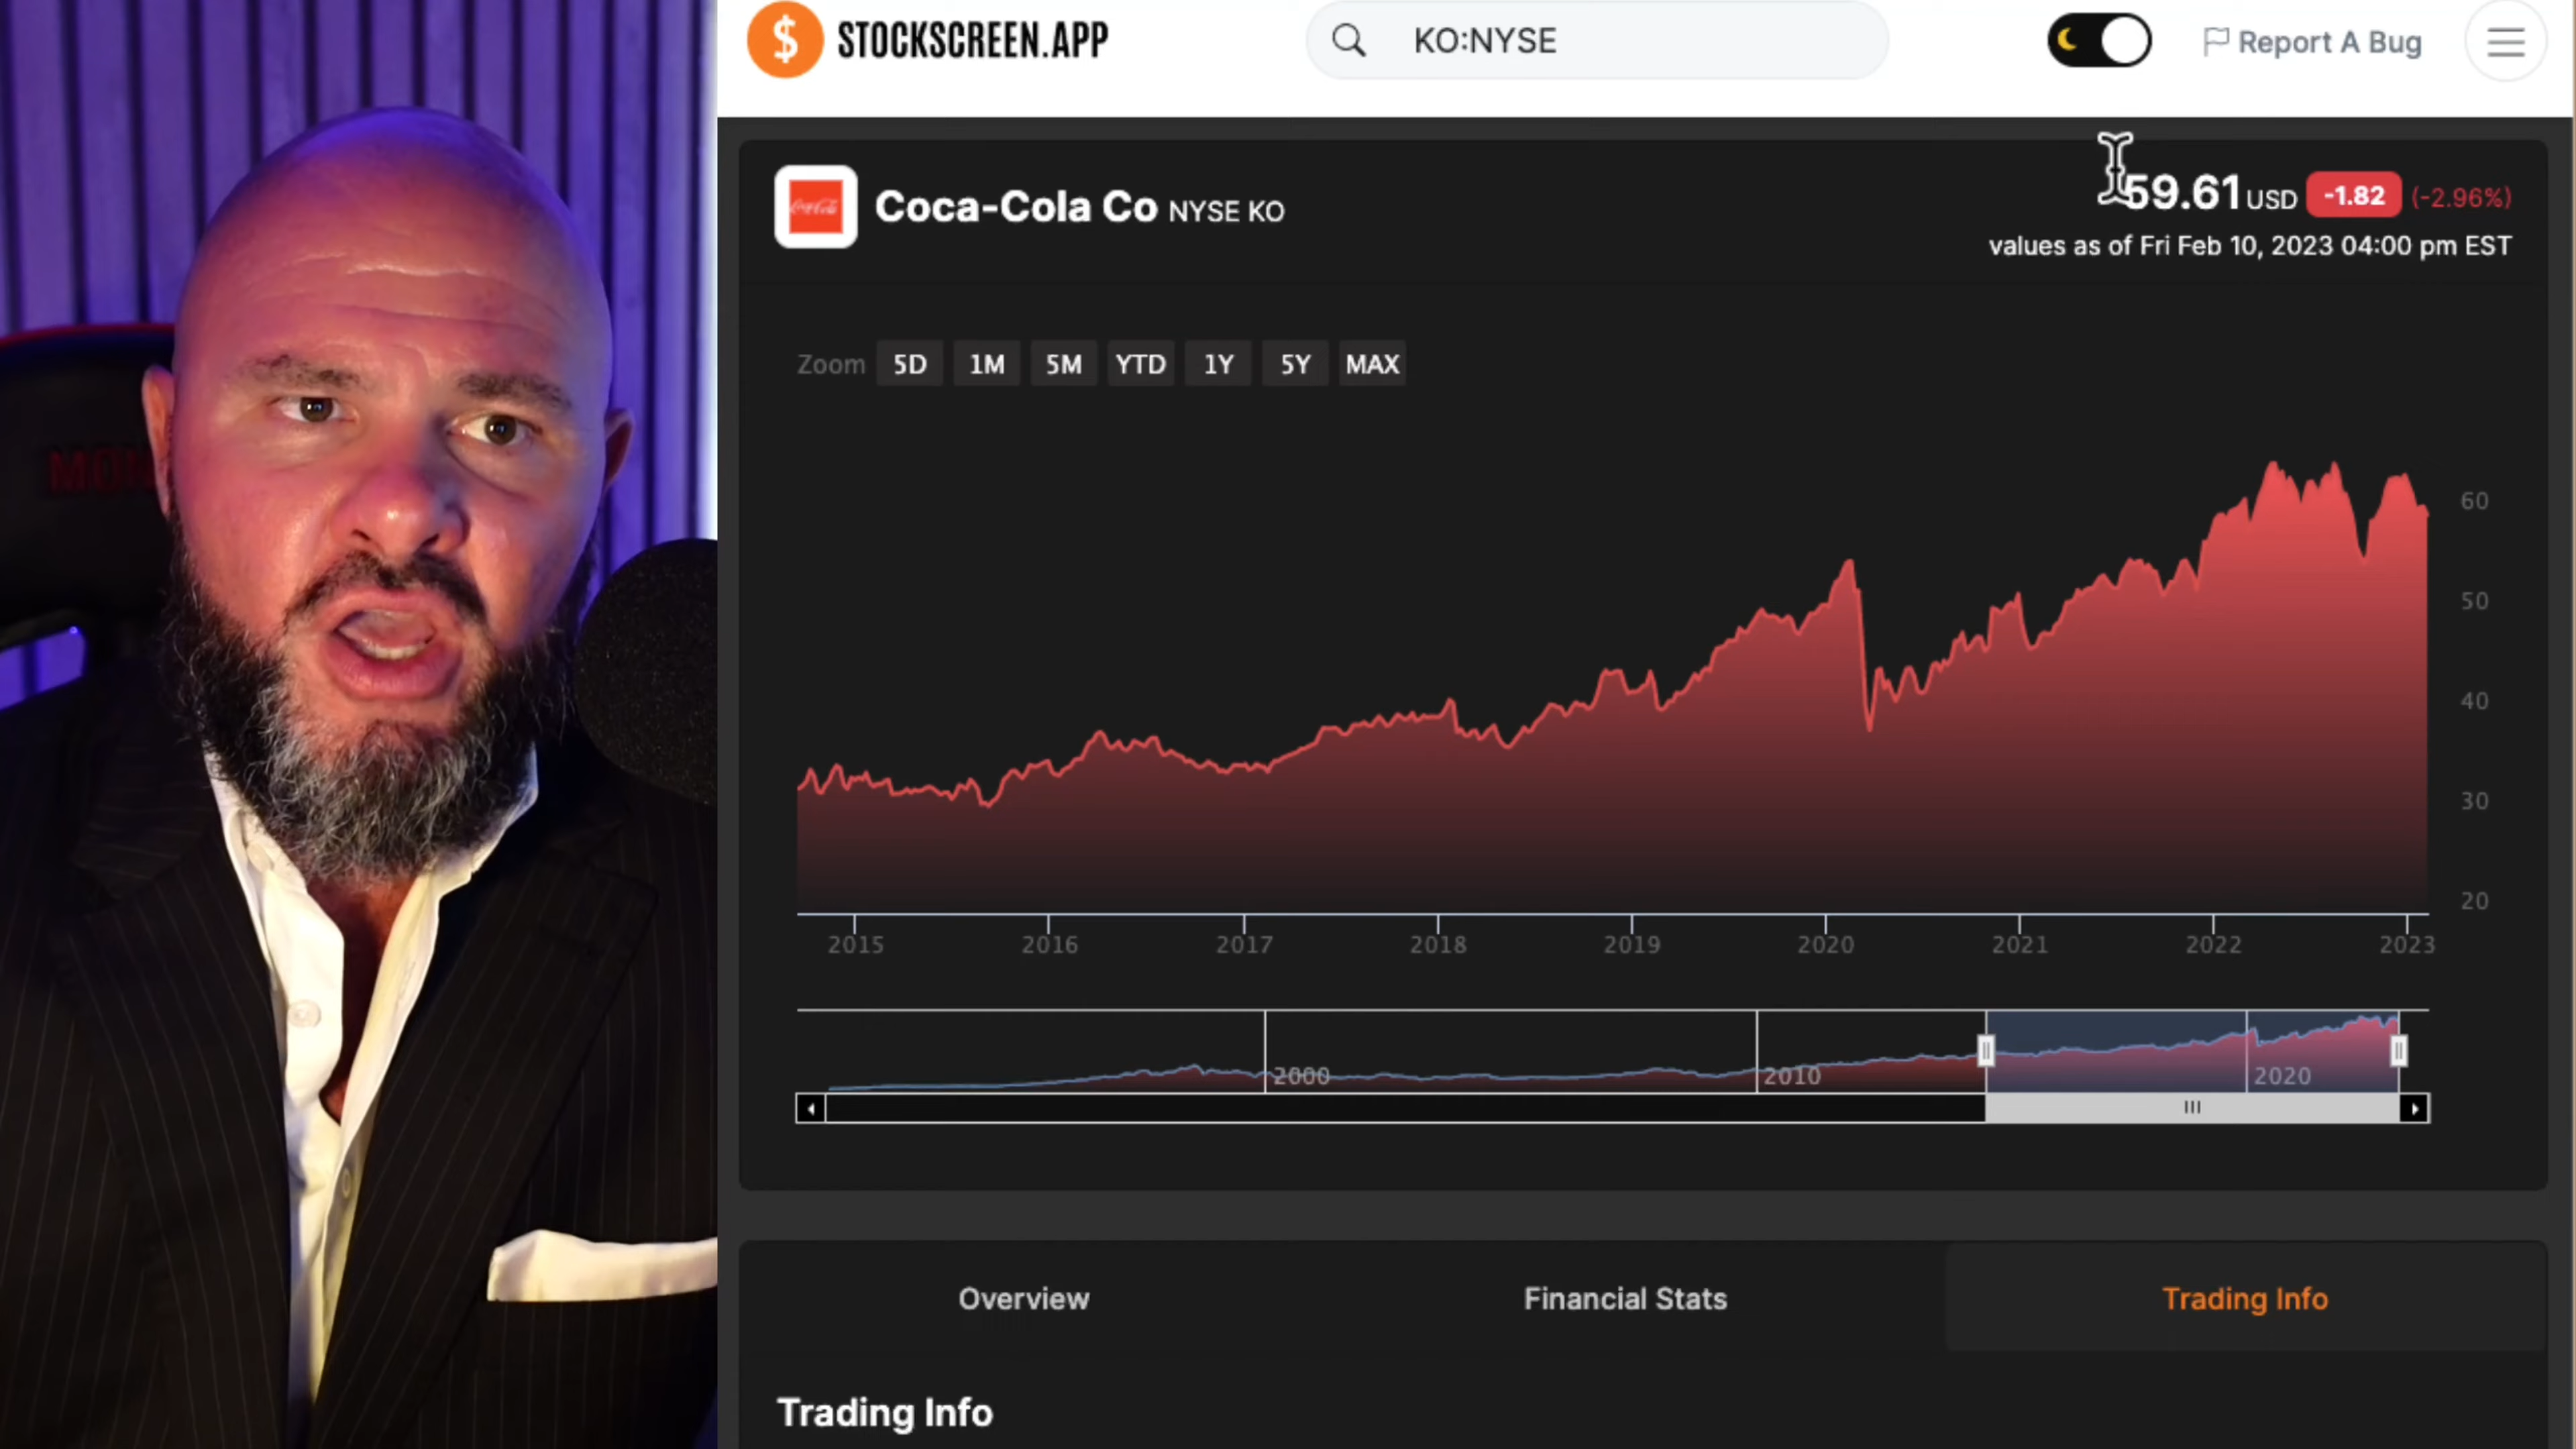 STOCKSCREEN.APP
KO:NYSE
Report A Bug
Coca-Cola Co NYSE KO
59.61 USD -1.82 (-2.96%)
values as of Fri Feb 10, 2023 04:00 pm EST
Zoom 5D 1M 5M YTD 1Y 5Y MAX
60
50
40
30
20
2015 2016 2017 2018 2019 2020 2021 2022 2023
2000 2010 2020
Overview Financial Stats Trading Info
Trading Info
Coca-Cola